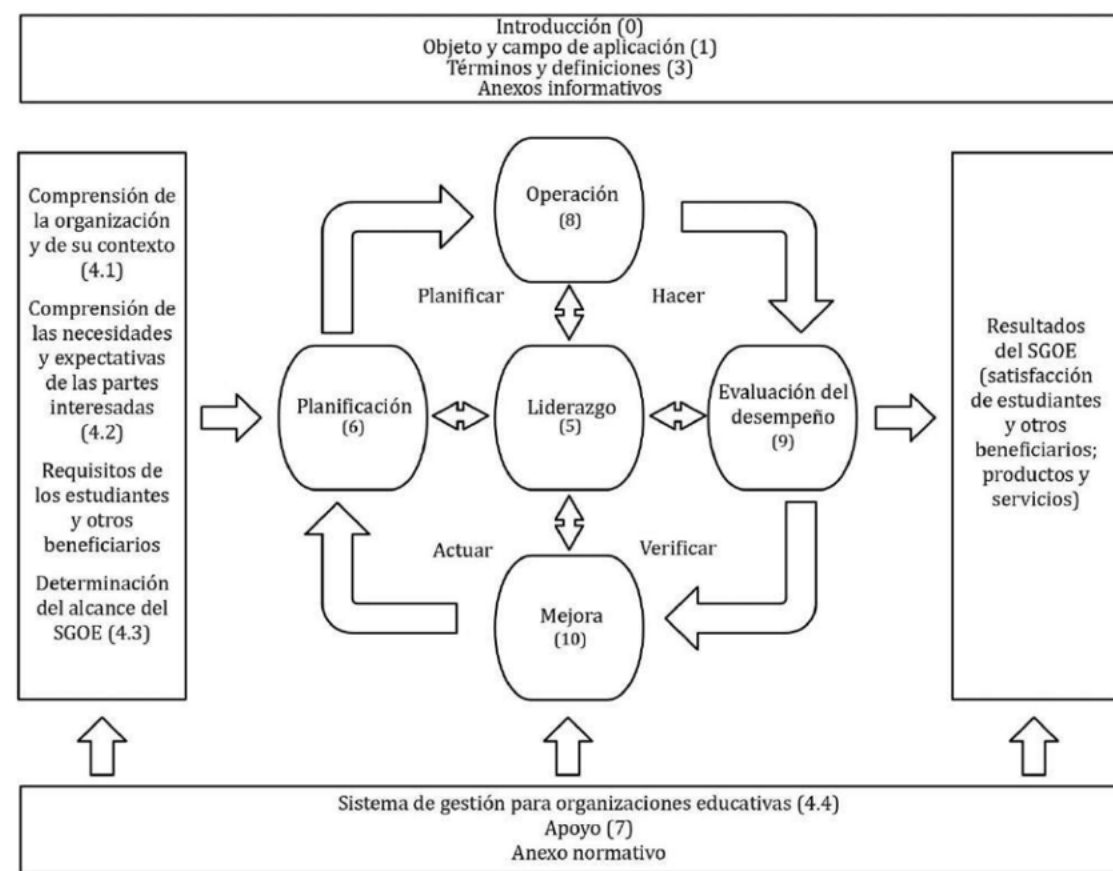 Introducción (0)
Objeto y campo de aplicación (1)
Términos y definiciones (3)
Anexos informativos
Comprensión de
la organización
y de su contexto
(4.1)
Comprensión de
las necesidades
y expectativas
de las partes
interesadas
(4.2)
Requisitos de
los estudiantes
y otros
beneficiarios
Determinación
del alcance del
SGOE (4.3)
Operación
(8)
Planificar
Hacer
Planificación
(6)
Liderazgo
(5)
Evaluación del
desempeño
(9)
Actuar
Verificar
Mejora
(10)
Resultados
del SGOE
(satisfacción
de estudiantes
y otros
beneficiarios;
productos y
servicios)
Sistema de gestión para organizaciones educativas (4.4)
Apoyo (7)
Anexo normativo